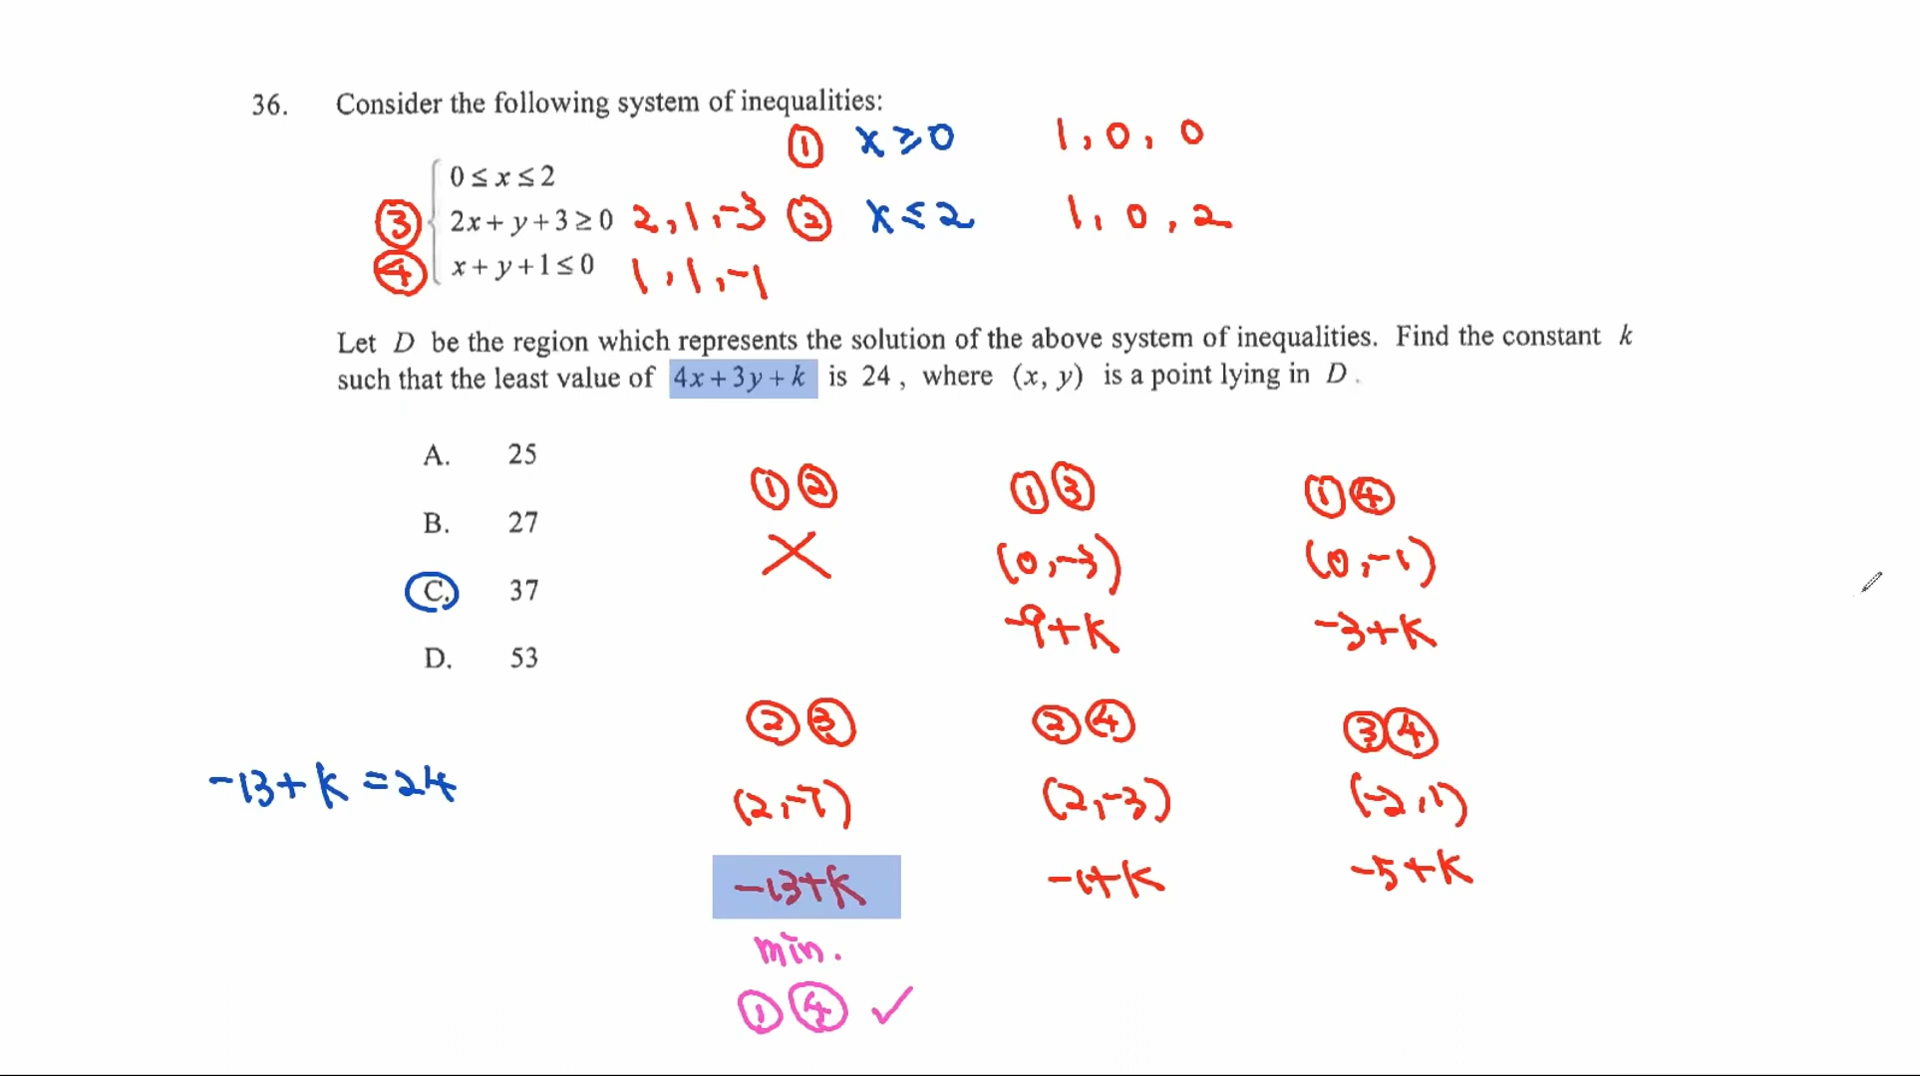 36. Consider the following system of inequalities:
① x ≥ 0 1, 0, 0
0 ≤ x ≤ 2
③ 2x + y + 3 ≥ 0 2, 1, -3 ② x ≤ 2 1, 0, 2
④ x + y + 1 ≤ 0 1, 1, -1
Let D be the region which represents the solution of the above system of inequalities. Find the constant k
such that the least value of 4x + 3y + k is 24 , where (x, y) is a point lying in D .
A. 25
B. 27
C. 37
D. 53
①② ①③ ①④
× (0, -3) (0, -1)
-9+k -3+k
②③ ②④ ③④
-13+k = 24 (2, -7) (2, -3) (-2, 1)
-13+k -1+k -5+k
min.
①④ ✓